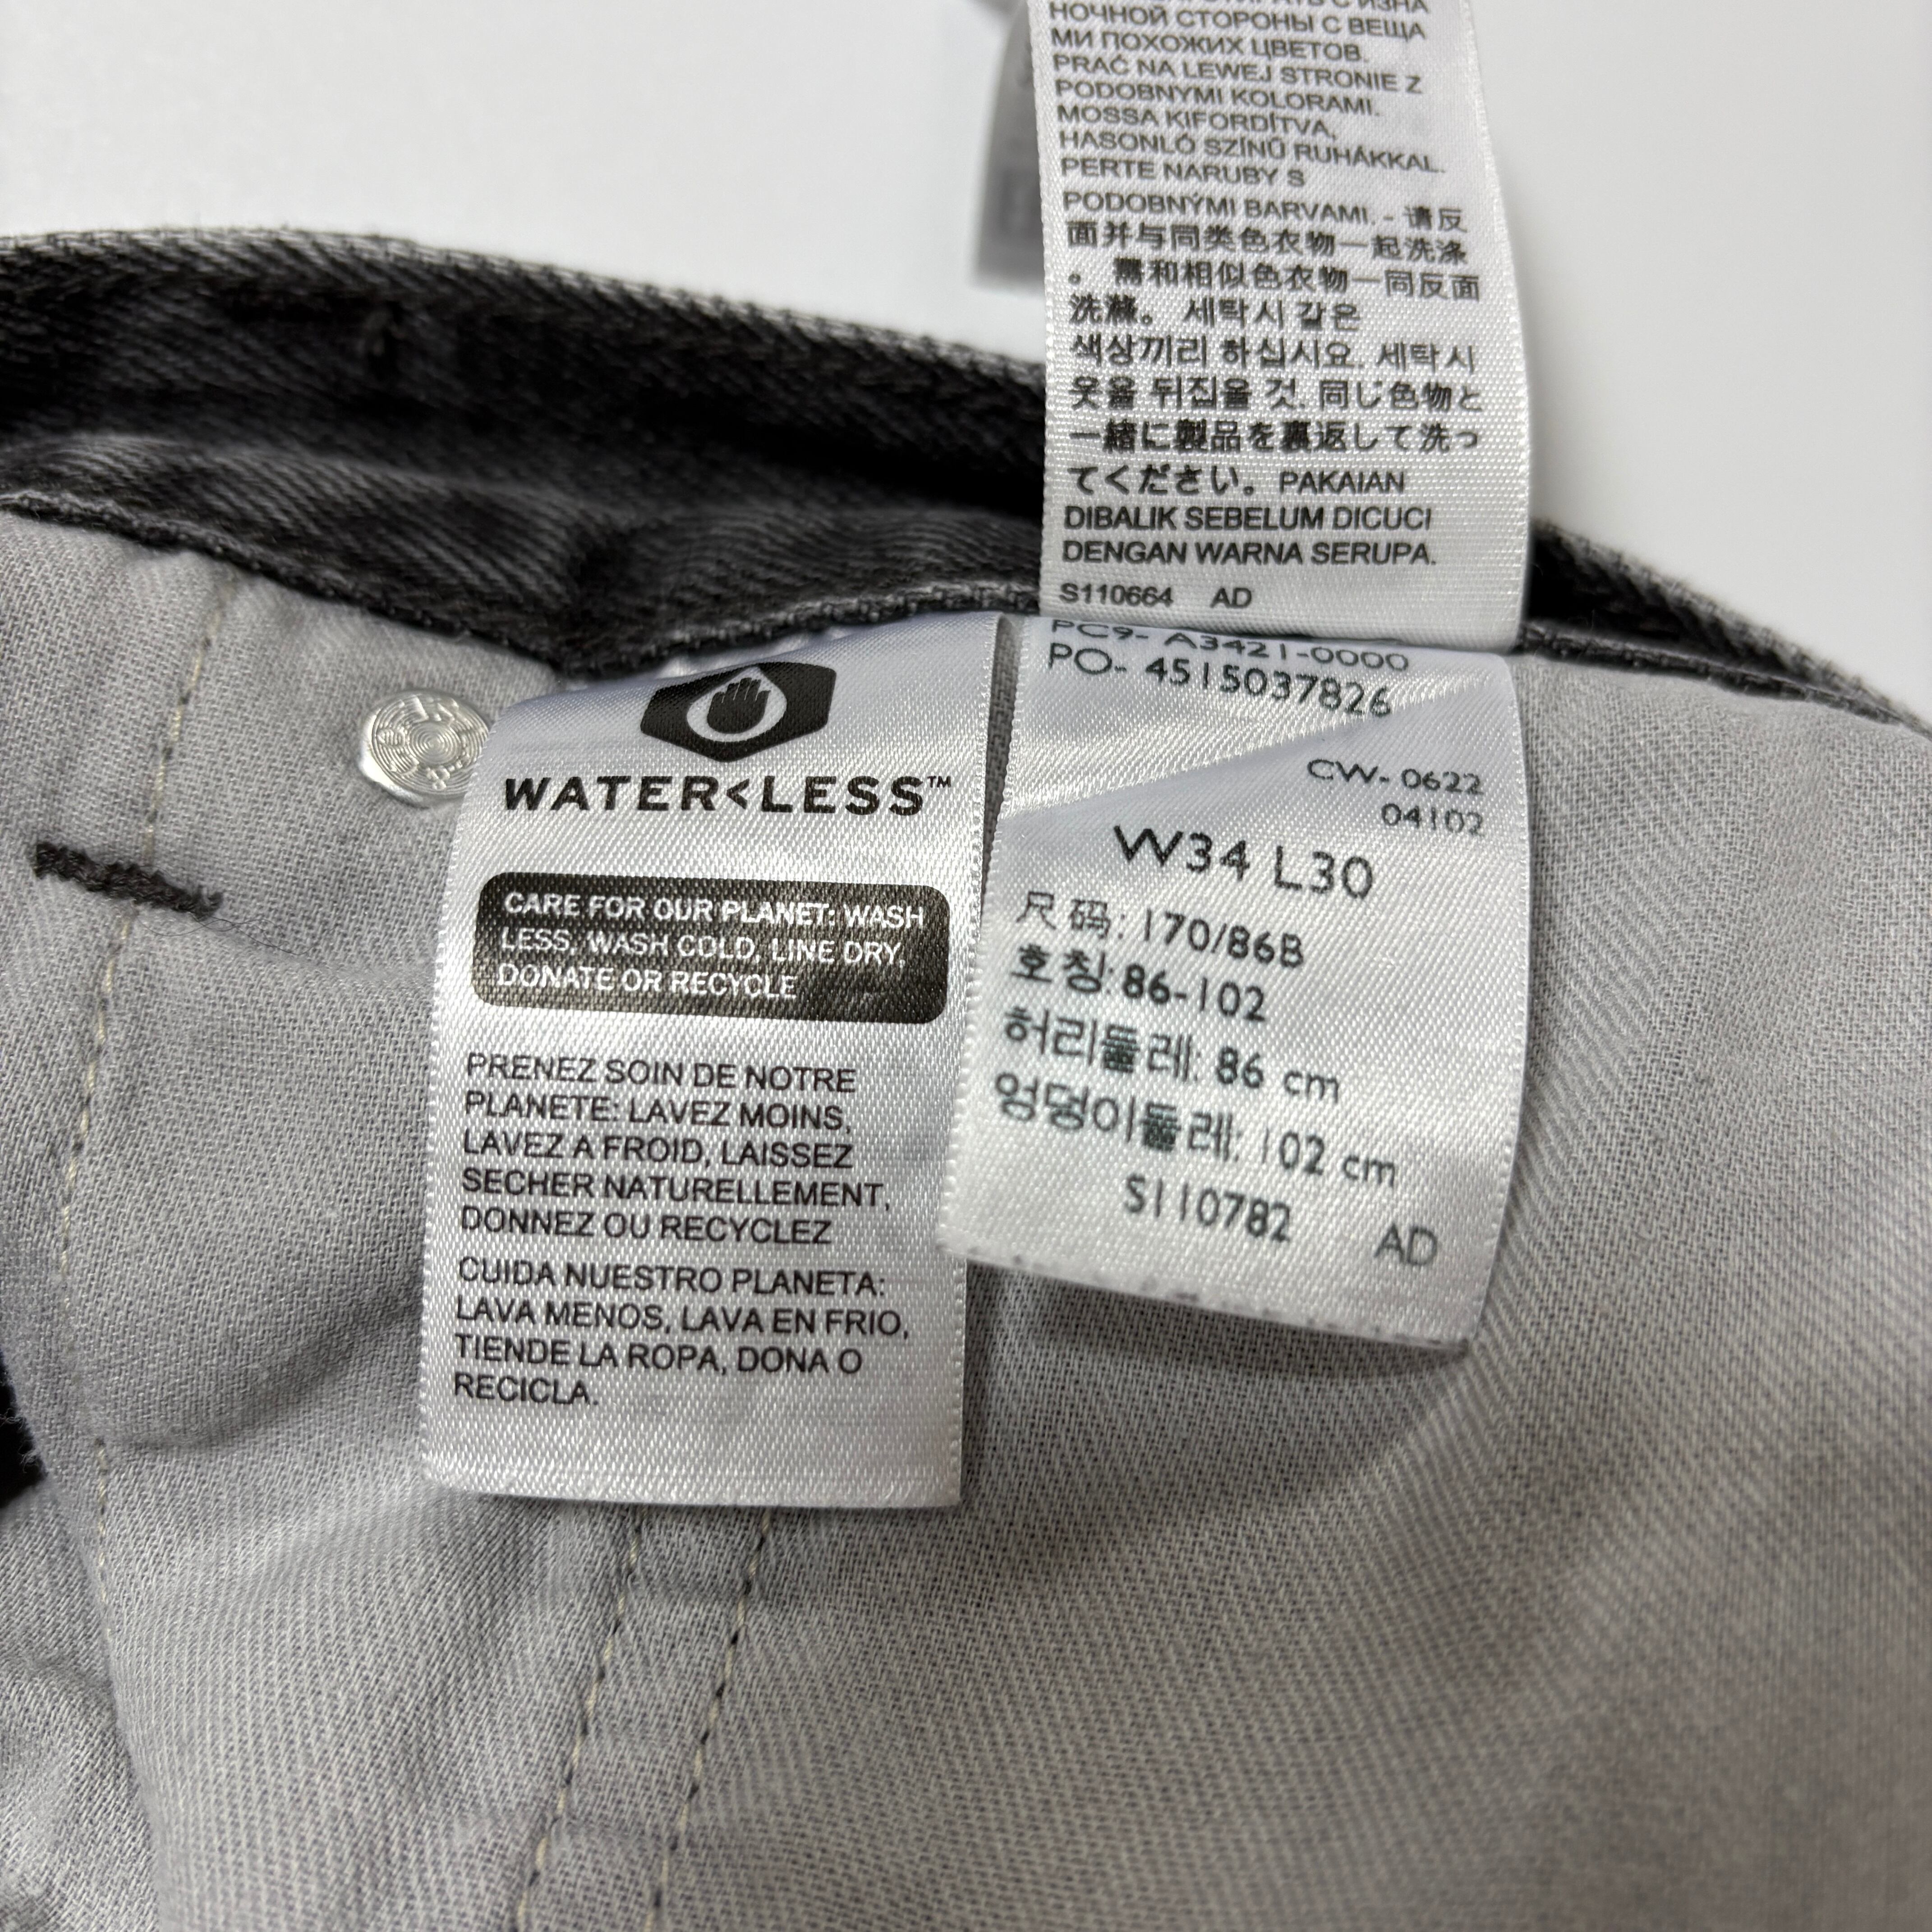 НОЧНОЙ СТОРОНЫ С ВЕЩА
МИ ПОХОЖИХ ЦВЕТОВ.
PRAĆ NA LEWEJ STRONIE Z
PODOBNYMI KOLORAMI.
MOSSA KIFORDÍTVA,
HASONLÓ SZÍNŰ RUHÁKKAL.
PERTE NARUBY S
PODOBNÝMI BARVAMI. - 请反
面并与同类色衣物一起洗涤
。需和相似色衣物一同反面
洗滌。 세탁시 같은
색상끼리 하십시요. 세탁시
옷을 뒤집을 것. 同じ色物と
一緒に製品を裏返して洗っ
てください。 PAKAIAN
DIBALIK SEBELUM DICUCI
DENGAN WARNA SERUPA.
S110664 AD
WATER<LESS™
CARE FOR OUR PLANET: WASH
LESS, WASH COLD, LINE DRY,
DONATE OR RECYCLE
PRENEZ SOIN DE NOTRE
PLANETE: LAVEZ MOINS,
LAVEZ A FROID, LAISSEZ
SECHER NATURELLEMENT,
DONNEZ OU RECYCLEZ
CUIDA NUESTRO PLANETA:
LAVA MENOS, LAVA EN FRIO,
TIENDE LA ROPA, DONA O
RECICLA.
PC9- A3421-0000
PO- 4515037826
CW- 0622
04102
W34 L30
尺码: 170/86B
호칭: 86-102
허리둘레: 86 cm
엉덩이둘레: 102 cm
S110782 AD